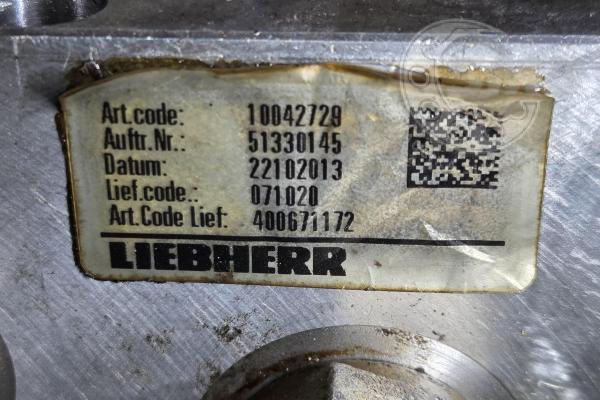 Art.code: 10042729
Auftr.Nr.: 51330145
Datum: 22102013
Lief.code.: 071020
Art.Code Lief: 400671172
LIEBHERR